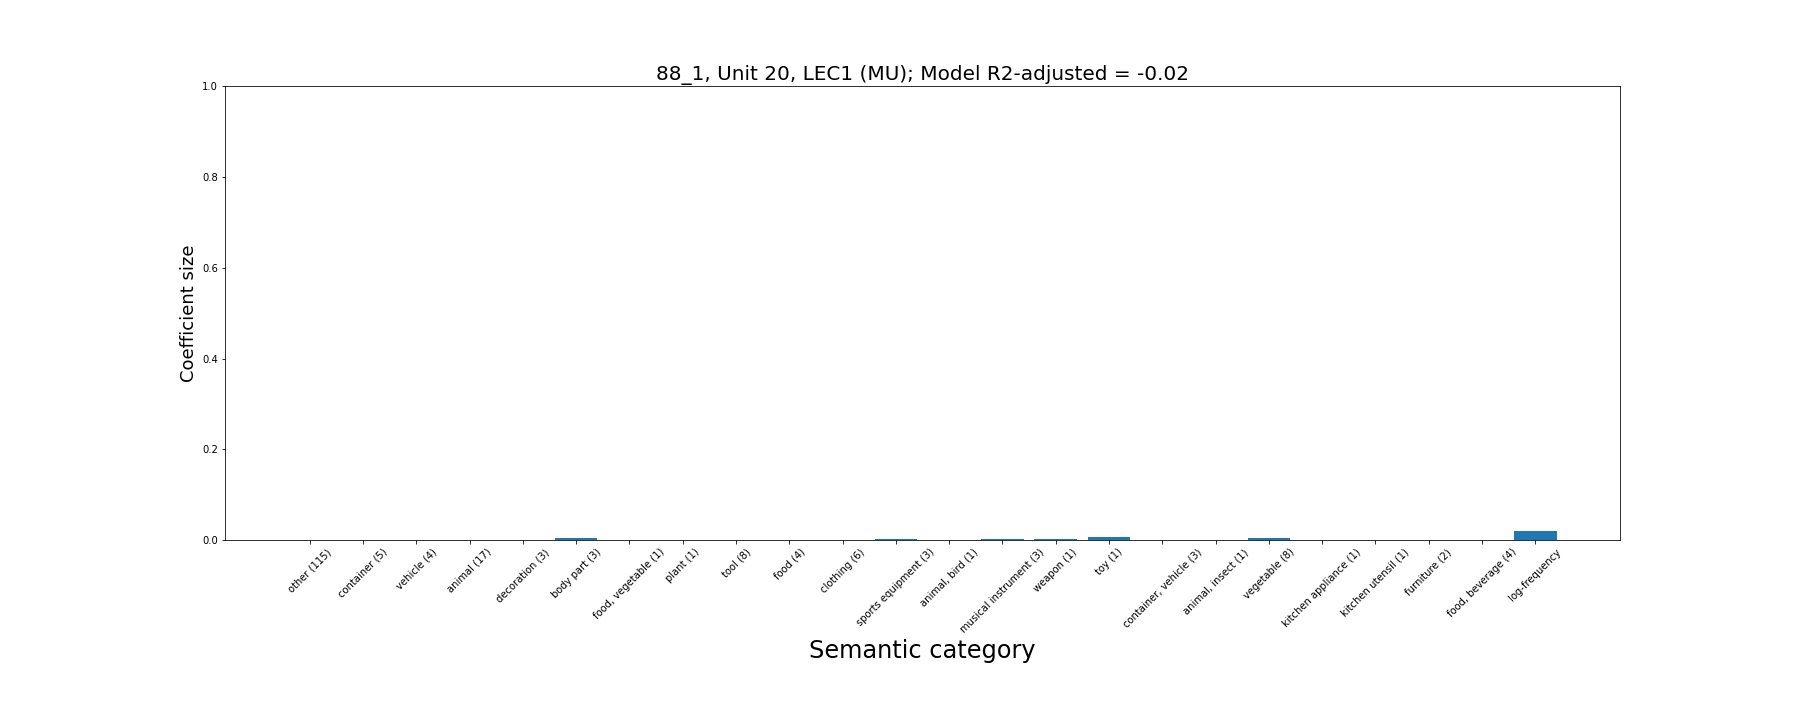 88_1, Unit 20, LEC1 (MU); Model R2-adjusted = -0.02
Coefficient size
1.0
0.8
0.6
0.4
0.2
0.0
other (115)
container (5)
vehicle (4)
animal (17)
decoration (3)
body part (3)
food, vegetable (1)
plant (1)
tool (8)
food (4)
clothing (6)
sports equipment (3)
animal, bird (1)
musical instrument (3)
weapon (1)
toy (1)
container, vehicle (3)
animal, insect (1)
vegetable (8)
kitchen appliance (1)
kitchen utensil (1)
furniture (2)
food, beverage (4)
log-frequency
Semantic category